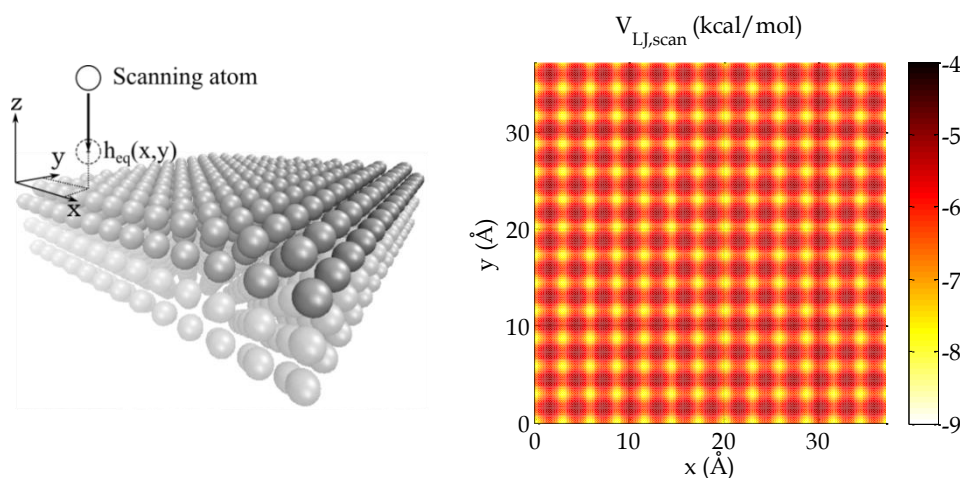 Scanning atom
z
h_eq(x,y)
y
x
V_LJ,scan (kcal/mol)
30
20
10
0
y (Å)
0 10 20 30
x (Å)
-4
-5
-6
-7
-8
-9